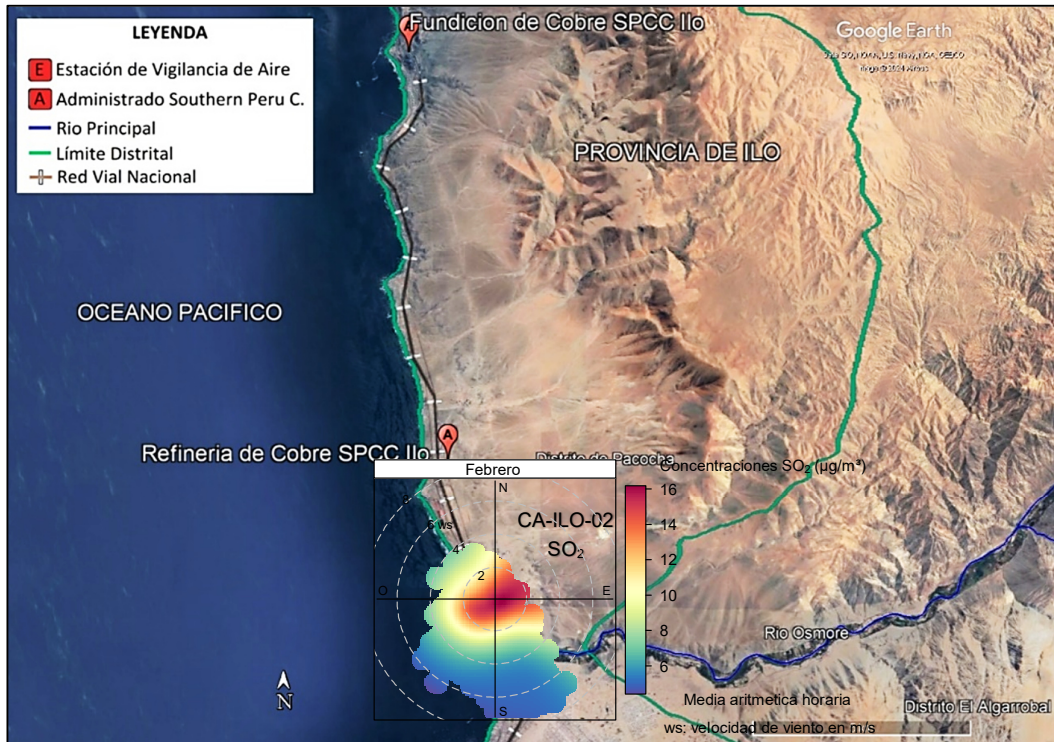 LEYENDA
E Estación de Vigilancia de Aire
A Administrado Southern Peru C.
Rio Principal
Límite Distrital
Red Vial Nacional
A
Fundicion de Cobre SPCC Ilo
Google Earth
PROVINCIA DE ILO
OCEANO PACIFICO
A
Refineria de Cobre SPCC Ilo
Distrito de Pacocha
Concentraciones SO₂ (µg/m³)
Febrero
N
8
6 ws
4
2
O
E
S
CA-ILO-02
SO₂
16
14
12
10
8
6
Rio Osmore
Media aritmetica horaria
Distrito El Algarrobal
ws: velocidad de viento en m/s
N